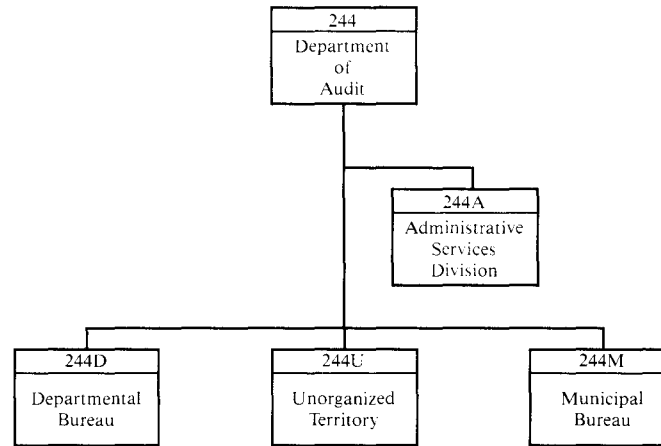 244
Department
of
Audit
244A
Administrative
Services
Division
244D
Departmental
Bureau
244U
Unorganized
Territory
244M
Municipal
Bureau